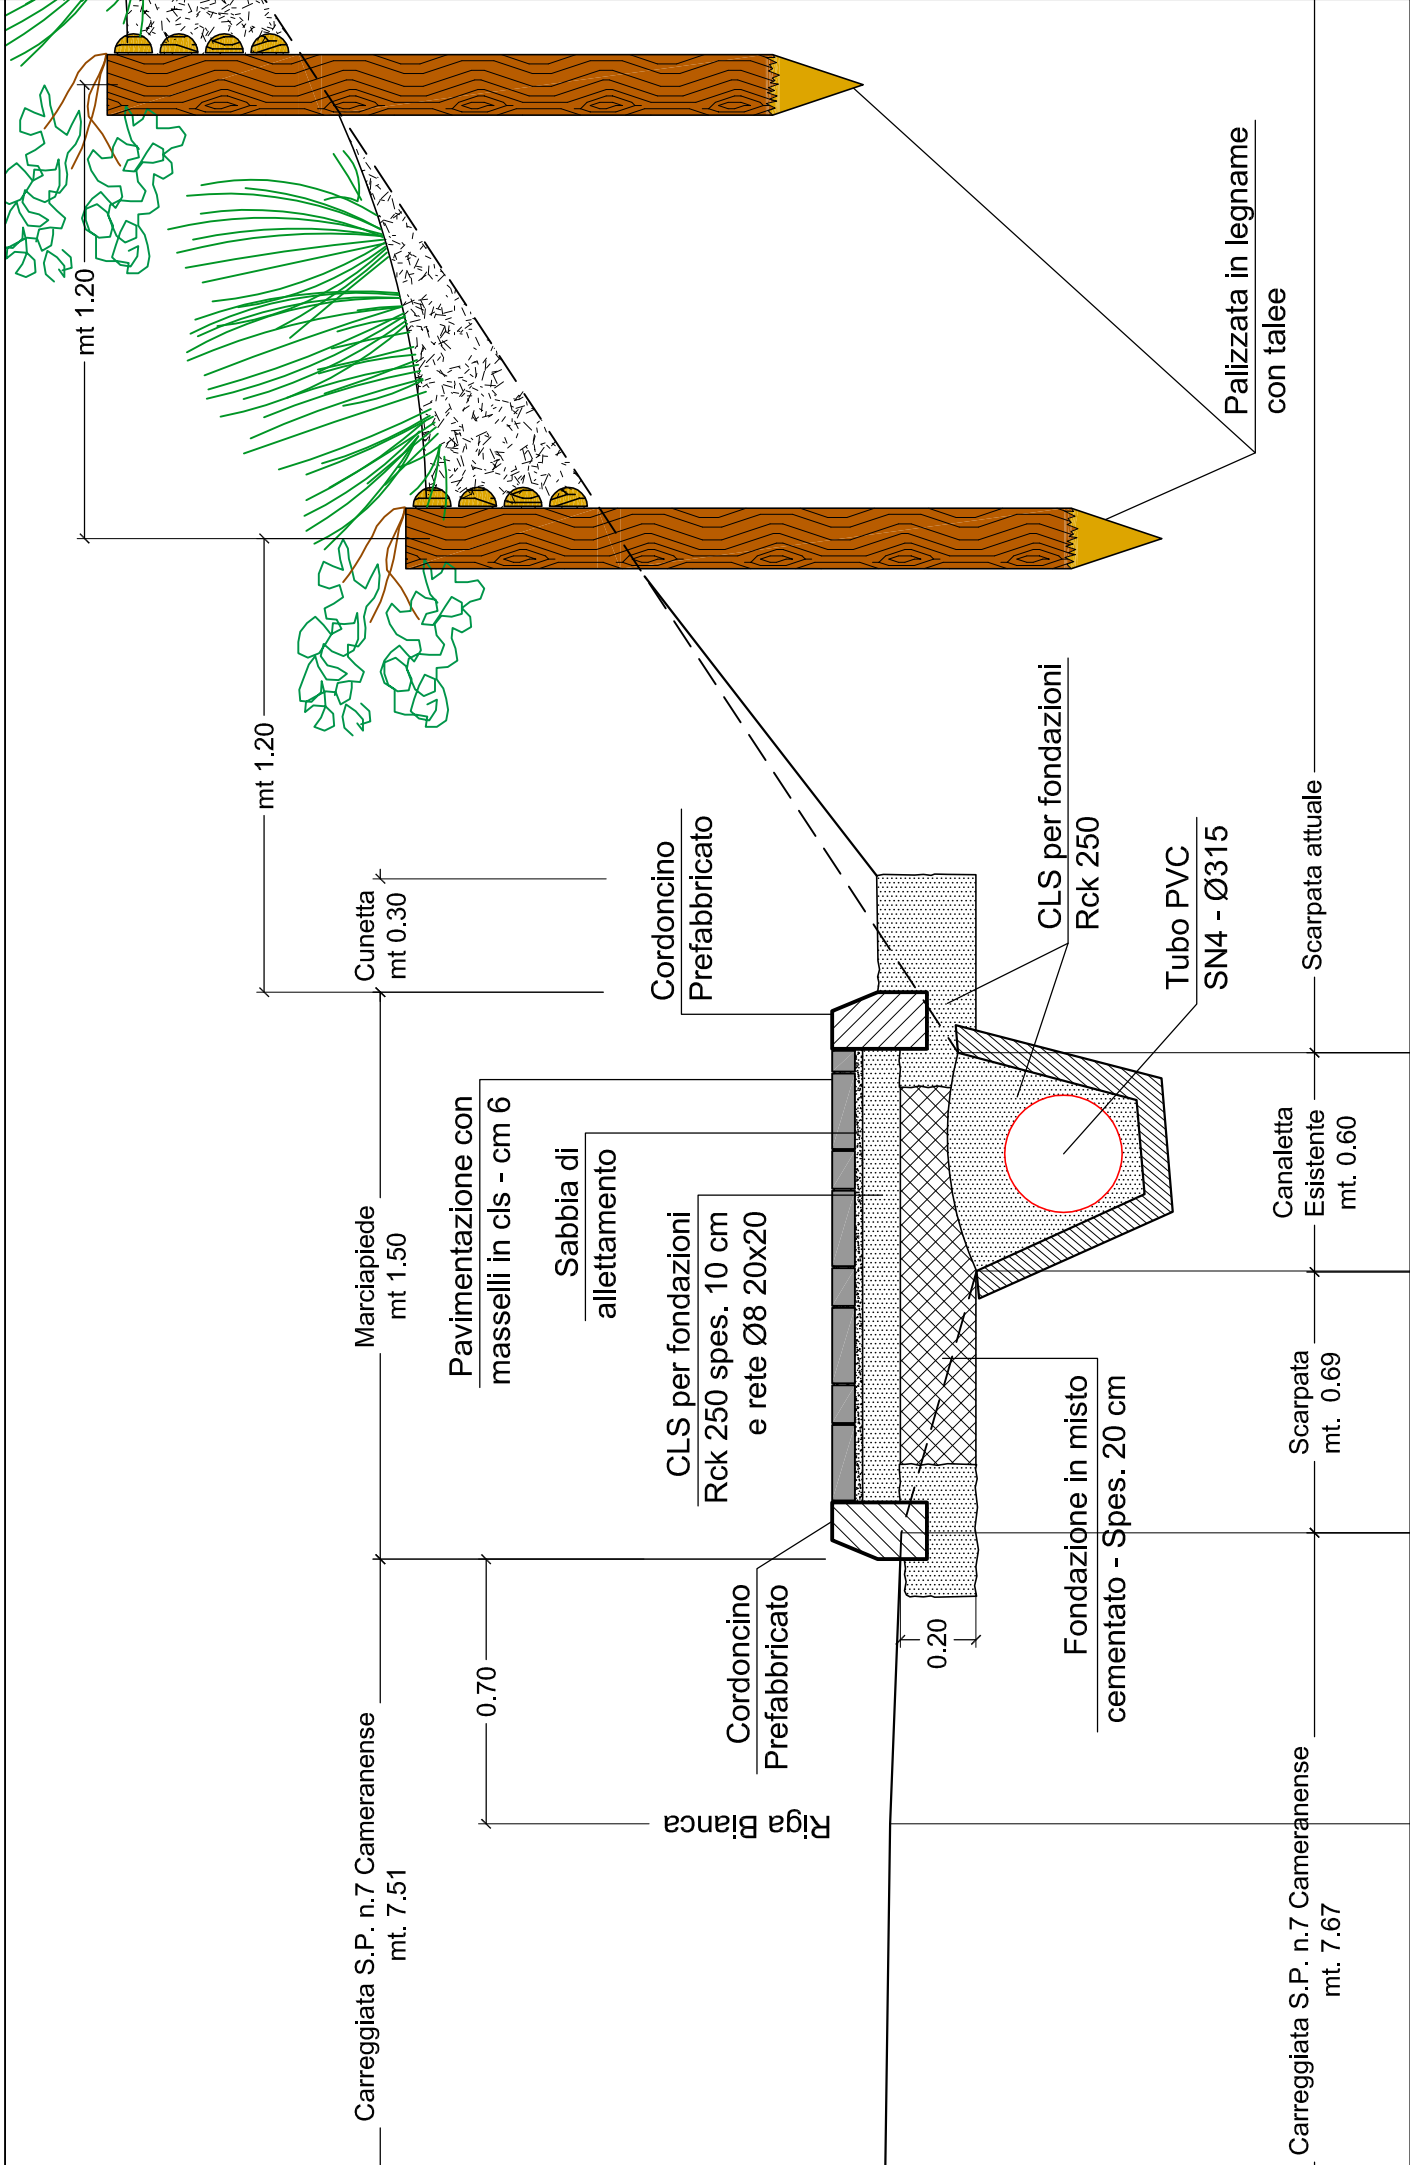 Carreggiata S.P. n.7 Cameranense
mt. 7.51
Marciapiede
mt 1.50
Cunetta
mt 0.30
mt 1.20
mt 1.20
0.70
Riga Bianca
Pavimentazione con
masselli in cls - cm 6
Sabbia di
allettamento
CLS per fondazioni
Rck 250 spes. 10 cm
e rete Ø8 20x20
Cordoncino
Prefabbricato
Cordoncino
Prefabbricato
0.20
Fondazione in misto
cementato - Spes. 20 cm
CLS per fondazioni
Rck 250
Tubo PVC
SN4 - Ø315
Palizzata in legname
con talee
Carreggiata S.P. n.7 Cameranense
mt. 7.67
Scarpata
mt. 0.69
Canaletta
Esistente
mt. 0.60
Scarpata attuale